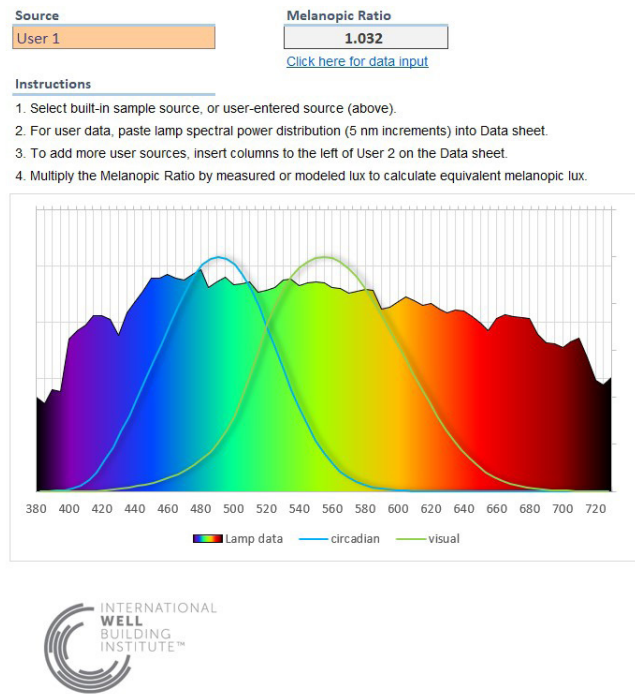 Source
Melanopic Ratio
User 1
1.032
Click here for data input
Instructions
1. Select built-in sample source, or user-entered source (above).
2. For user data, paste lamp spectral power distribution (5 nm increments) into Data sheet.
3. To add more user sources, insert columns to the left of User 2 on the Data sheet.
4. Multiply the Melanopic Ratio by measured or modeled lux to calculate equivalent melanopic lux.
380 400 420 440 460 480 500 520 540 560 580 600 620 640 660 680 700 720
Lamp data circadian visual
INTERNATIONAL
WELL
BUILDING
INSTITUTE™